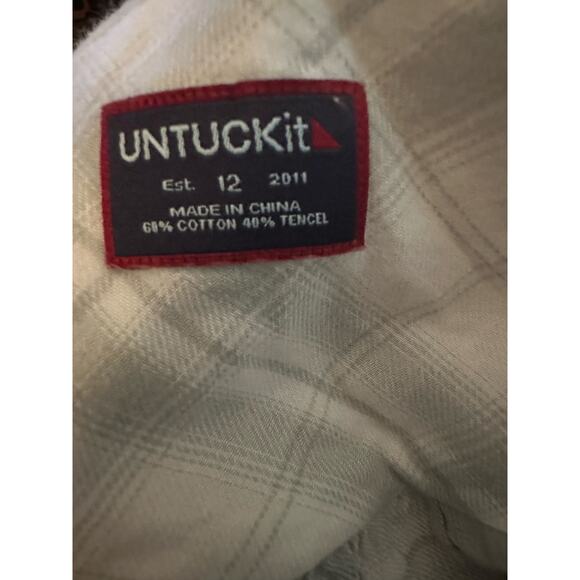 UNTUCKit
Est. 12 2011
MADE IN CHINA
60% COTTON 40% TENCEL